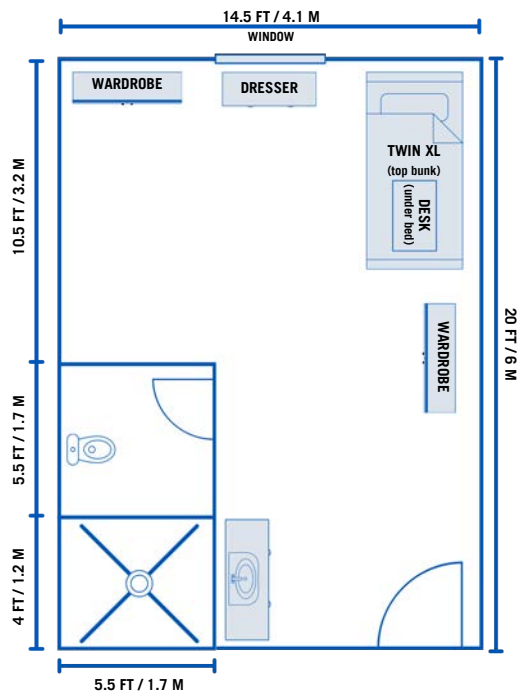 14.5 FT / 4.1 M
WINDOW
WARDROBE
DRESSER
TWIN XL
(top bunk)
DESK
(under bed)
10.5 FT / 3.2 M
WARDROBE
20 FT / 6 M
5.5 FT / 1.7 M
4 FT / 1.2 M
5.5 FT / 1.7 M